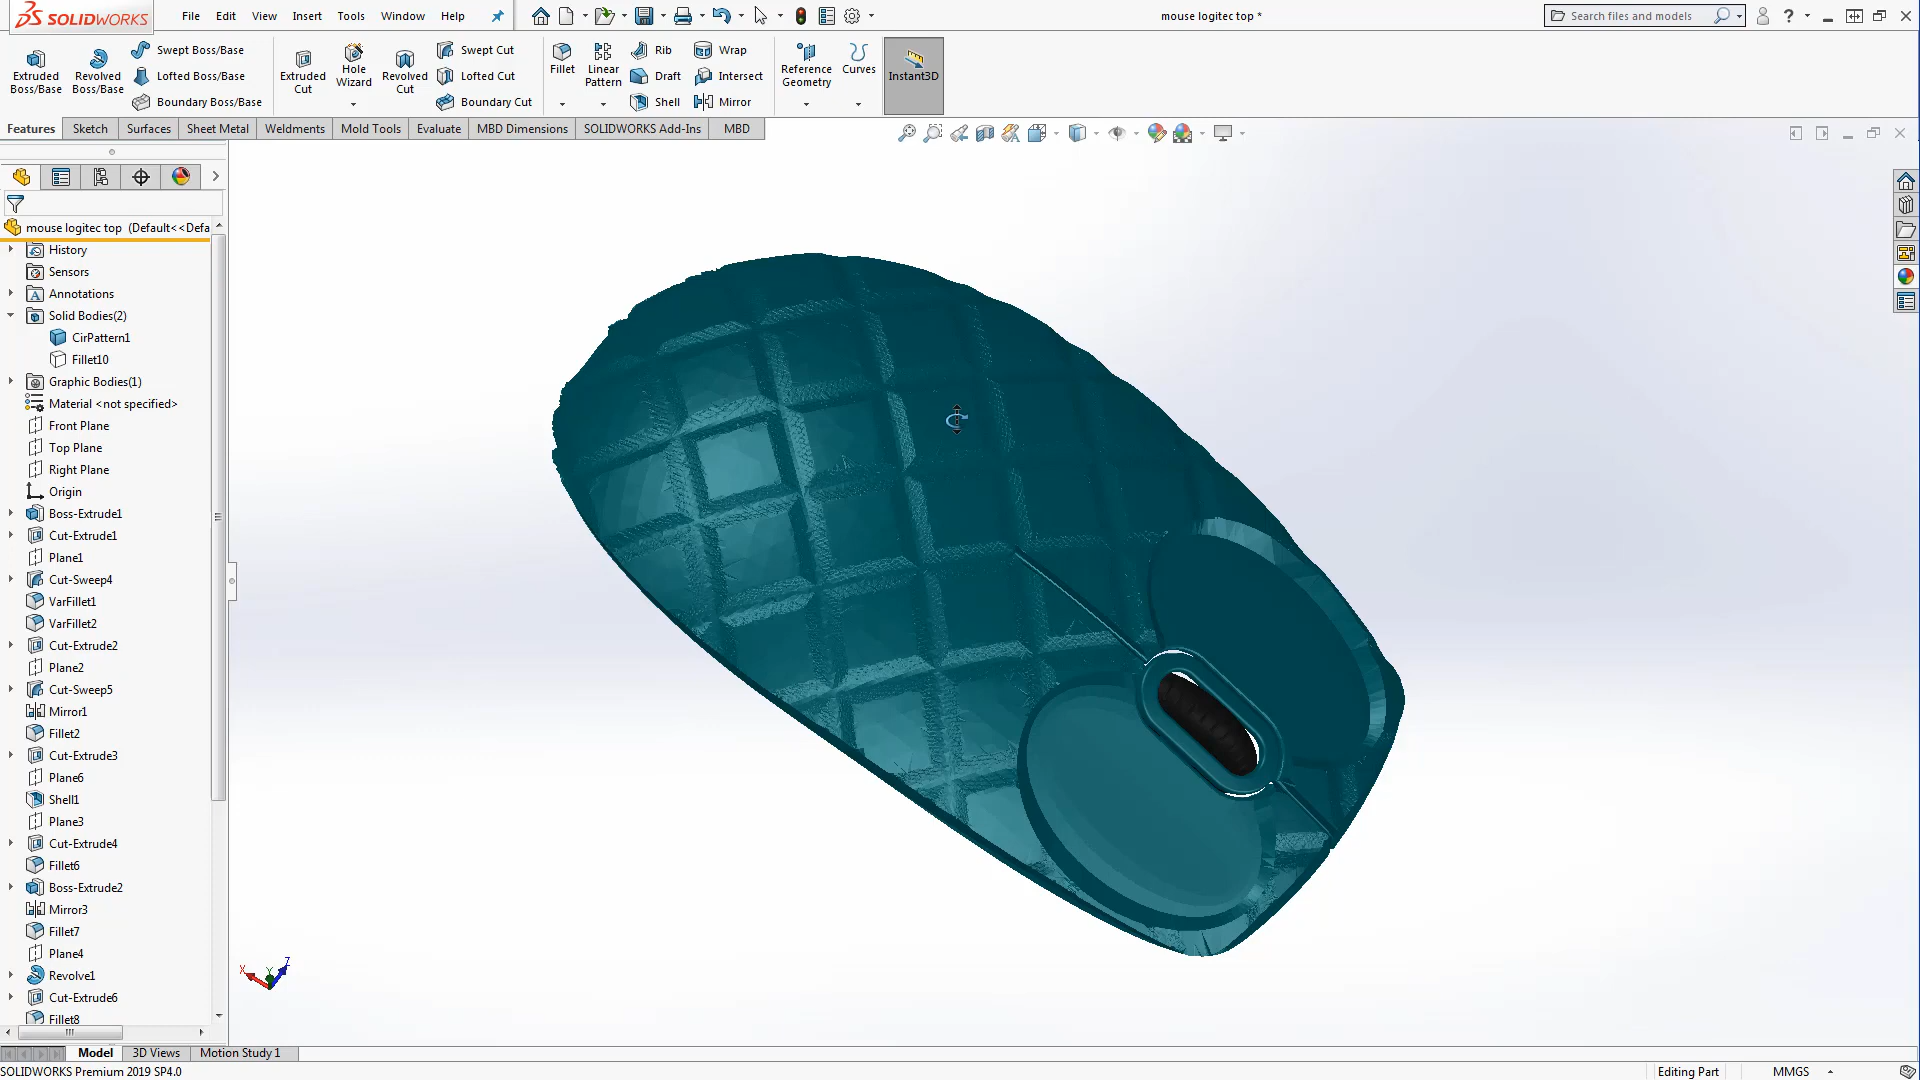 SOLIDWORKS
File Edit View Insert Tools Window Help
mouse logitec top *
Search files and models
Extruded Boss/Base
Revolved Boss/Base
Swept Boss/Base
Lofted Boss/Base
Boundary Boss/Base
Extruded Cut
Hole Wizard
Revolved Cut
Swept Cut
Lofted Cut
Boundary Cut
Fillet
Linear Pattern
Rib
Draft
Shell
Wrap
Intersect
Mirror
Reference Geometry
Curves
Instant3D
Features Sketch Surfaces Sheet Metal Weldments Mold Tools Evaluate MBD Dimensions SOLIDWORKS Add-Ins MBD
mouse logitec top (Default<<Defa
History
Sensors
Annotations
Solid Bodies(2)
CirPattern1
Fillet10
Graphic Bodies(1)
Material <not specified>
Front Plane
Top Plane
Right Plane
Origin
Boss-Extrude1
Cut-Extrude1
Plane1
Cut-Sweep4
VarFillet1
VarFillet2
Cut-Extrude2
Plane2
Cut-Sweep5
Mirror1
Fillet2
Cut-Extrude3
Plane6
Shell1
Plane3
Cut-Extrude4
Fillet6
Boss-Extrude2
Mirror3
Fillet7
Plane4
Revolve1
Cut-Extrude6
Fillet8
X Y Z
Model 3D Views Motion Study 1
SOLIDWORKS Premium 2019 SP4.0
Editing Part MMGS